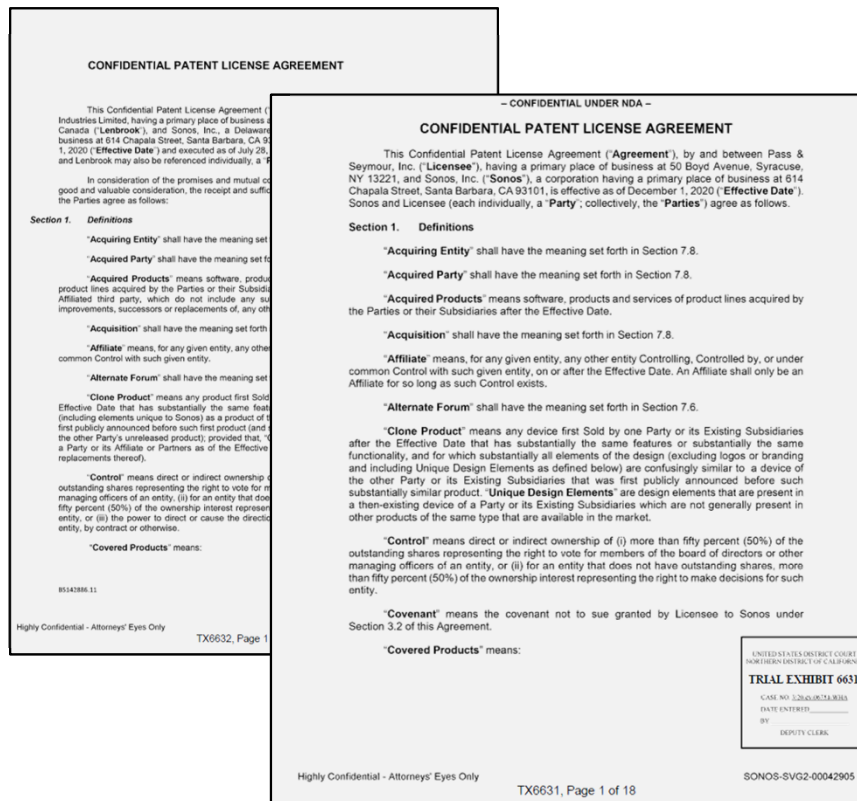 CONFIDENTIAL PATENT LICENSE AGREEMENT
This Confidential Patent License Agreement (
Industries Limited, having a primary place of business a
Canada ("Lenbrook"), and Sonos, Inc., a Delaware
business at 614 Chapala Street, Santa Barbara, CA
1, 2020 ("Effective Date") and executed as of July 28,
and Lenbrook may also be referenced individually, a
In consideration of the promises and mutual
good and valuable consideration, the receipt and
the Parties agree as follows:
Section 1. Definitions
"Acquiring Entity" shall have the meaning set
"Acquired Party" shall have the meaning set
"Acquired Products" means software,
product lines acquired by the Parties or their
Affiliated third party, which do not include any
improvements, successors or replacements of, any
"Acquisition" shall have the meaning set forth
"Affiliate" means, for any given entity, any other
common Control with such given entity.
"Alternate Forum" shall have the meaning set
"Clone Product" means any product first Sold
Effective Date that has substantially the same
(including elements unique to Sonos) as a product of
first publicly announced before such first product (and
the other Party's unreleased product); provided that,
a Party or its Affiliate or Partners as of the Effective
replacements thereof).
"Control" means direct or indirect ownership
outstanding shares representing the right to vote for
managing officers of an entity, (ii) for an entity that
fifty percent (50%) of the ownership interest
entity, or (iii) the power to direct or cause the
entity, by contract or otherwise.
"Covered Products" means:
85142886.11
Highly Confidential - Attorneys' Eyes Only
TX6632, Page 1
– CONFIDENTIAL UNDER NDA –
CONFIDENTIAL PATENT LICENSE AGREEMENT
This Confidential Patent License Agreement ("Agreement"), by and between Pass &
Seymour, Inc. ("Licensee"), having a primary place of business at 50 Boyd Avenue, Syracuse,
NY 13221, and Sonos, Inc. ("Sonos"), a corporation having a primary place of business at 614
Chapala Street, Santa Barbara, CA 93101, is effective as of December 1, 2020 ("Effective Date").
Sonos and Licensee (each individually, a "Party"; collectively, the "Parties") agree as follows.
Section 1. Definitions
"Acquiring Entity" shall have the meaning set forth in Section 7.8.
"Acquired Party" shall have the meaning set forth in Section 7.8.
"Acquired Products" means software, products and services of product lines acquired by
the Parties or their Subsidiaries after the Effective Date.
"Acquisition" shall have the meaning set forth in Section 7.8.
"Affiliate" means, for any given entity, any other entity Controlling, Controlled by, or under
common Control with such given entity, on or after the Effective Date. An Affiliate shall only be an
Affiliate for so long as such Control exists.
"Alternate Forum" shall have the meaning set forth in Section 7.6.
"Clone Product" means any device first Sold by one Party or its Existing Subsidiaries
after the Effective Date that has substantially the same features or substantially the same
functionality, and for which substantially all elements of the design (excluding logos or branding
and including Unique Design Elements as defined below) are confusingly similar to a device of
the other Party or its Existing Subsidiaries that was first publicly announced before such
substantially similar product. "Unique Design Elements" are design elements that are present in
a then-existing device of a Party or its Existing Subsidiaries which are not generally present in
other products of the same type that are available in the market.
"Control" means direct or indirect ownership of (i) more than fifty percent (50%) of the
outstanding shares representing the right to vote for members of the board of directors or other
managing officers of an entity, or (ii) for an entity that does not have outstanding shares, more
than fifty percent (50%) of the ownership interest representing the right to make decisions for such
entity.
"Covenant" means the covenant not to sue granted by Licensee to Sonos under
Section 3.2 of this Agreement.
"Covered Products" means:
UNITED STATES DISTRICT COURT
NORTHERN DISTRICT OF CALIFORNIA
TRIAL EXHIBIT 6631
CASE NO.
DATE ENTERED
BY
DEPUTY CLERK
Highly Confidential - Attorneys' Eyes Only
SONOS-SVG2-00042905
TX6631, Page 1 of 18